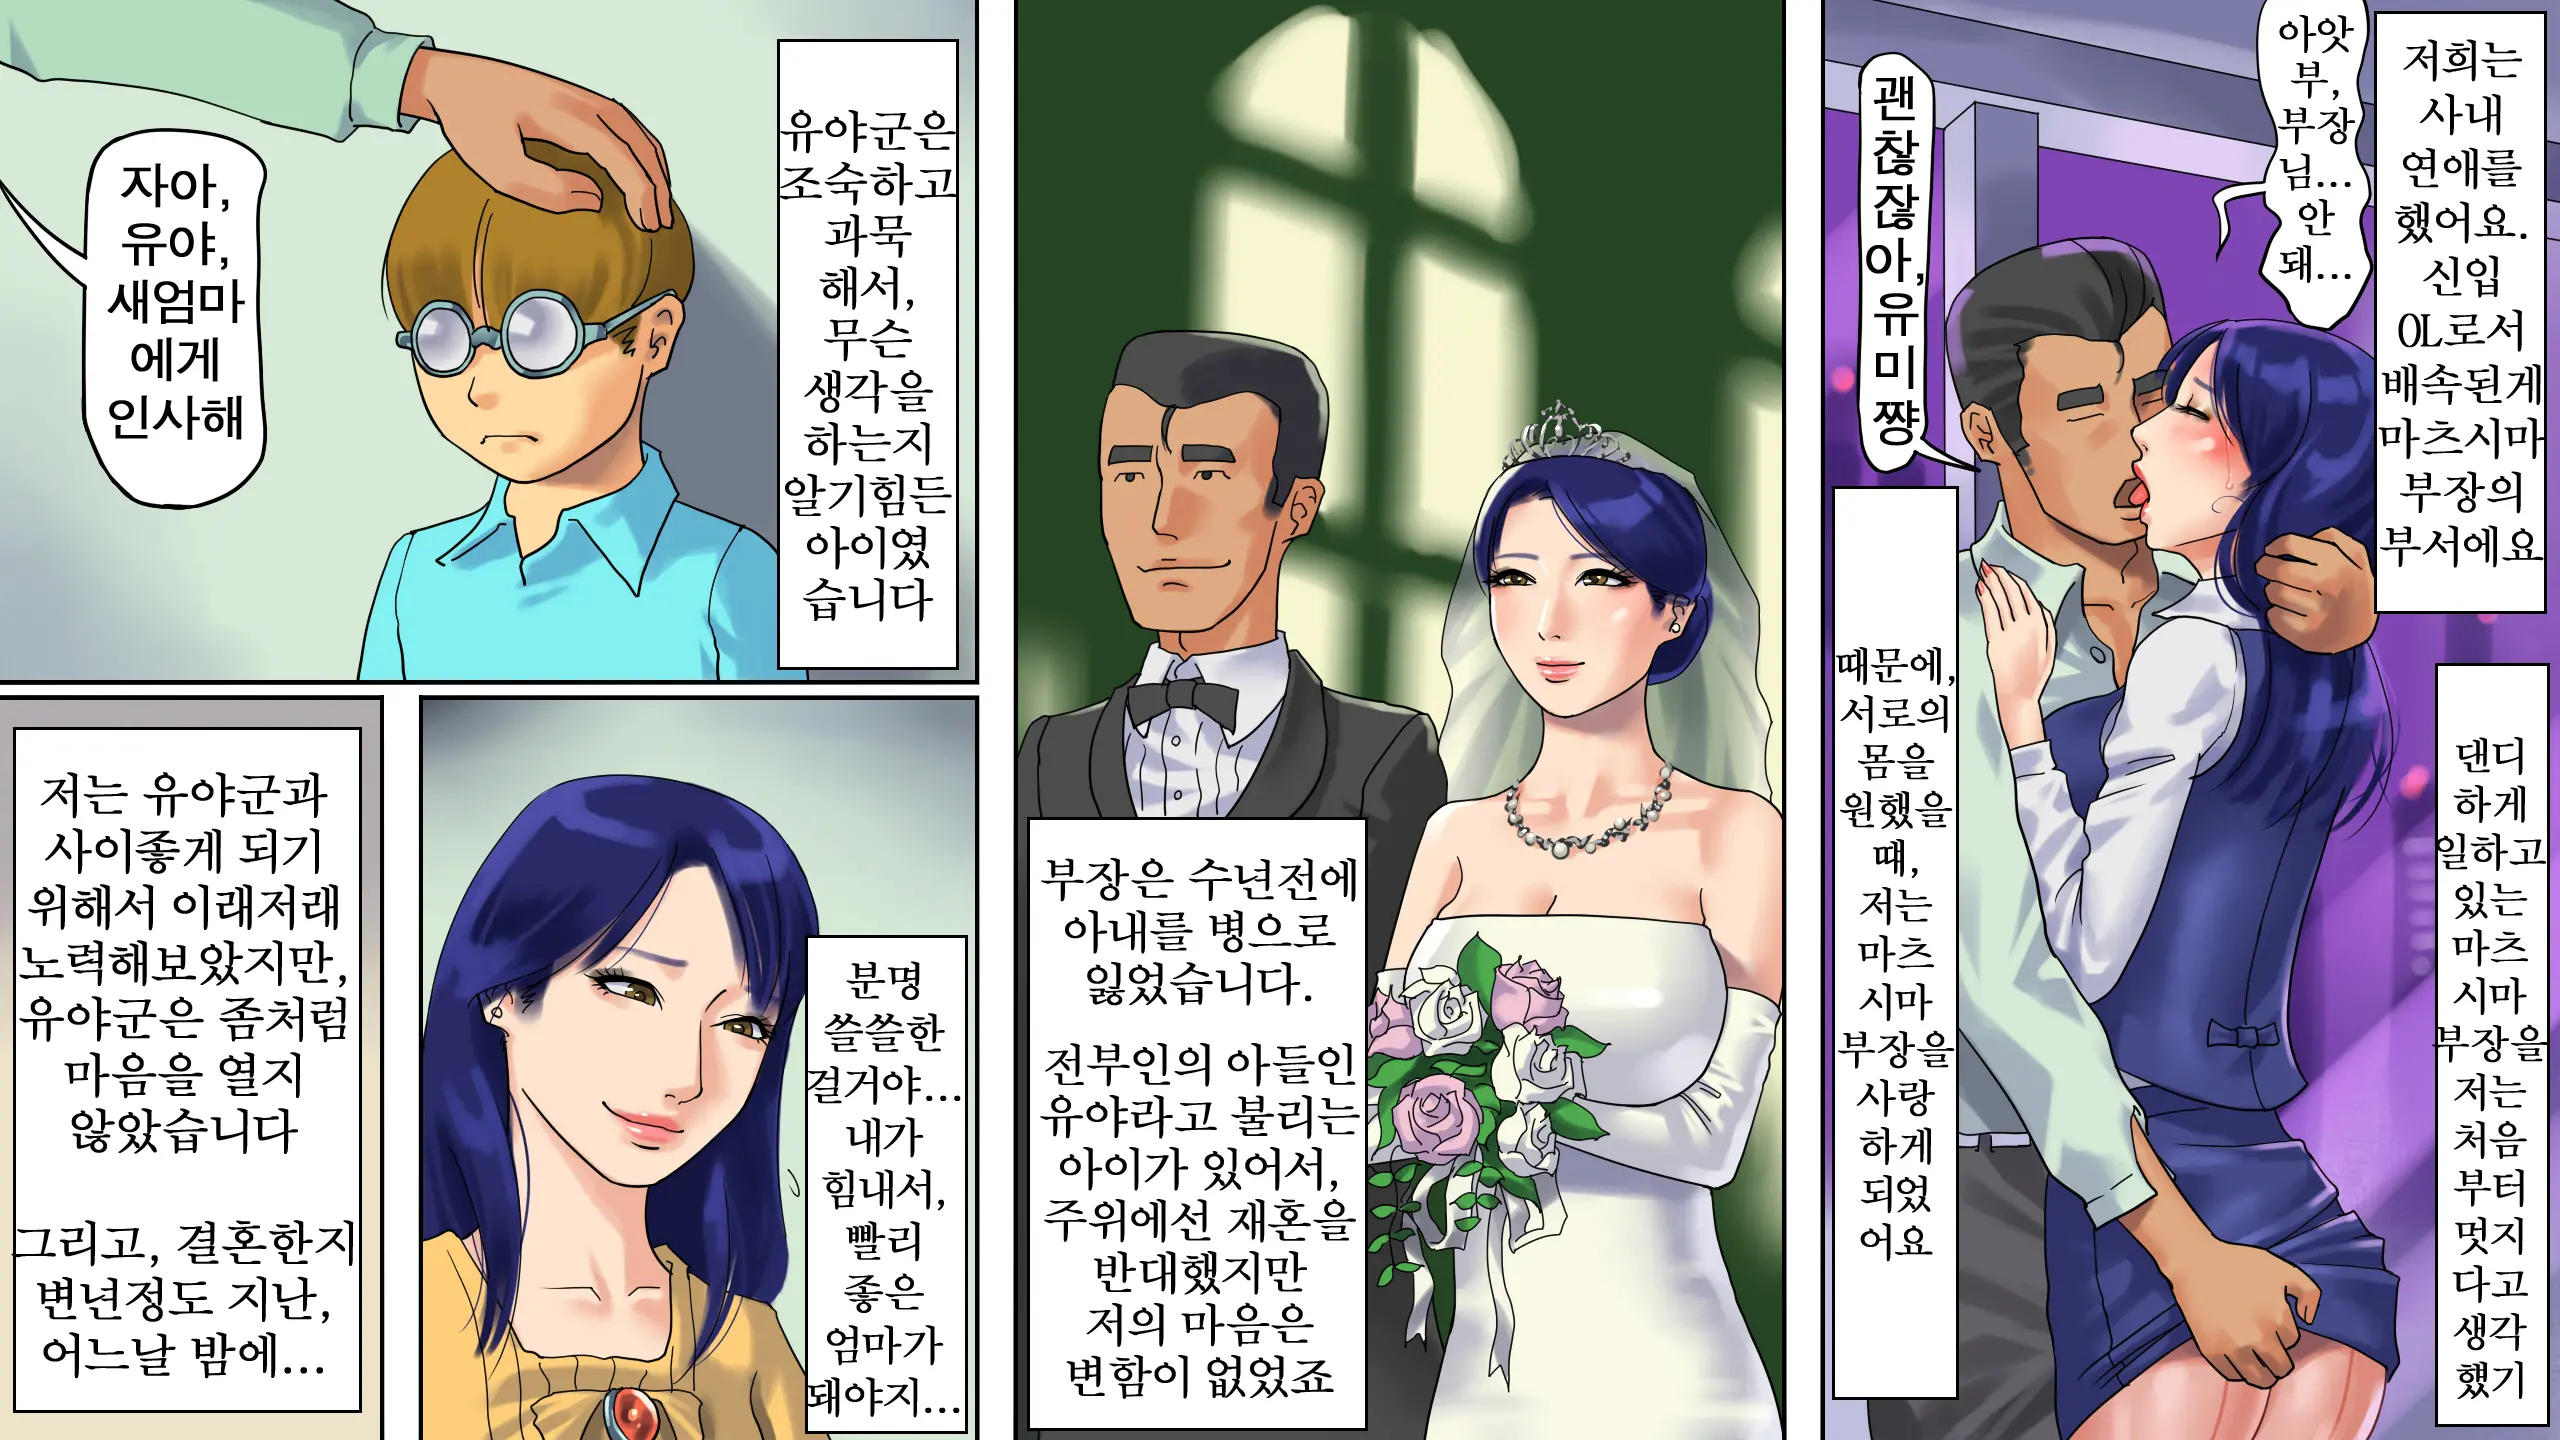 저희는
사내
연애를
했어요.
신입
OL로서
배속된게
마츠시마
부장의
부서에요
아앗
부,
부장
님...
안
돼...
괜
찮
잖
아,
유
미
쨩
댄디
하게
일하고
있는
마츠
시마
부장을
저는
처음
부터
멋지
다고
생각
헀기
때문에,
서로의
몸을
원했을
떄,
저는
마츠
시마
부장을
사랑
하게
되었
어요
부장은 수년전에
아내를 병으로
잃었습니다.
전부인의 아들인
유야라고 불리는
아이가 있어서,
주위에선 재혼을
반대했지만
저의 마음은
변함이 없었죠
유야군은
조숙하고
과묵
해서,
무슨
생각을
하는지
알기힘든
아이였
습니다
자아,
유야,
새엄마
에게
인사해
분명
쓸쓸한
걸거야...
내가
힘내서,
빨리
좋은
엄마가
돼야지...
저는 유야군과
사이좋게 되기
위해서 이래저래
노력해보았지만,
유야군은 좀처럼
마음을 열지
않았습니다
그리고, 결혼한지
변년정도 지난,
어느날 밤에...